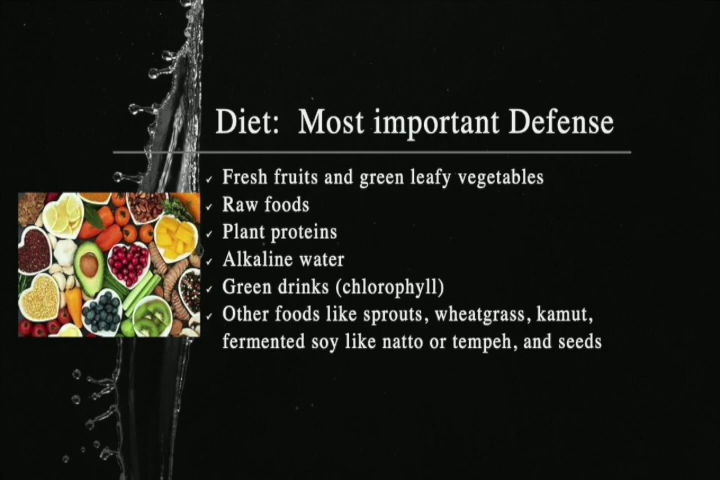 Diet: Most important Defense
✓ Fresh fruits and green leafy vegetables
✓ Raw foods
✓ Plant proteins
✓ Alkaline water
✓ Green drinks (chlorophyll)
✓ Other foods like sprouts, wheatgrass, kamut,
fermented soy like natto or tempeh, and seeds